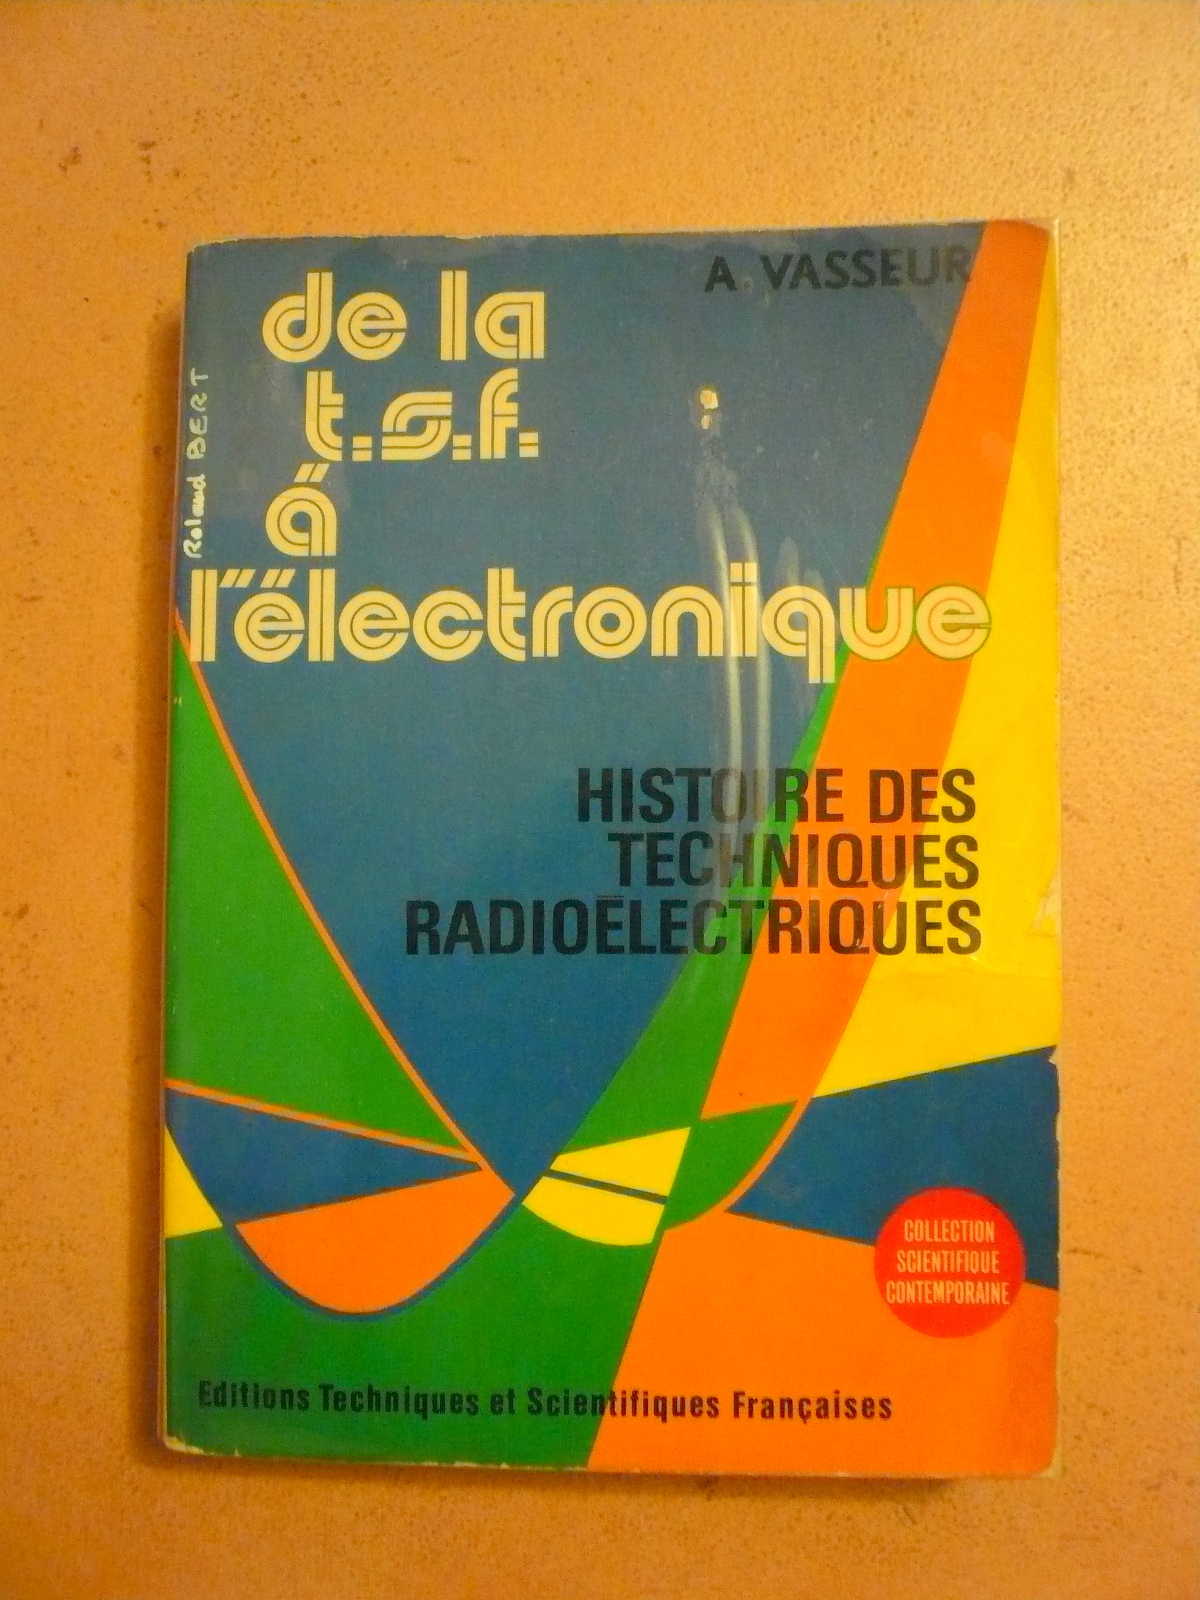 A. VASSEUR
de la
t.s.f.
à
l'électronique
Roland BERT
HISTOIRE DES
TECHNIQUES
RADIOÉLECTRIQUES
COLLECTION
SCIENTIFIQUE
CONTEMPORAINE
Editions Techniques et Scientifiques Françaises